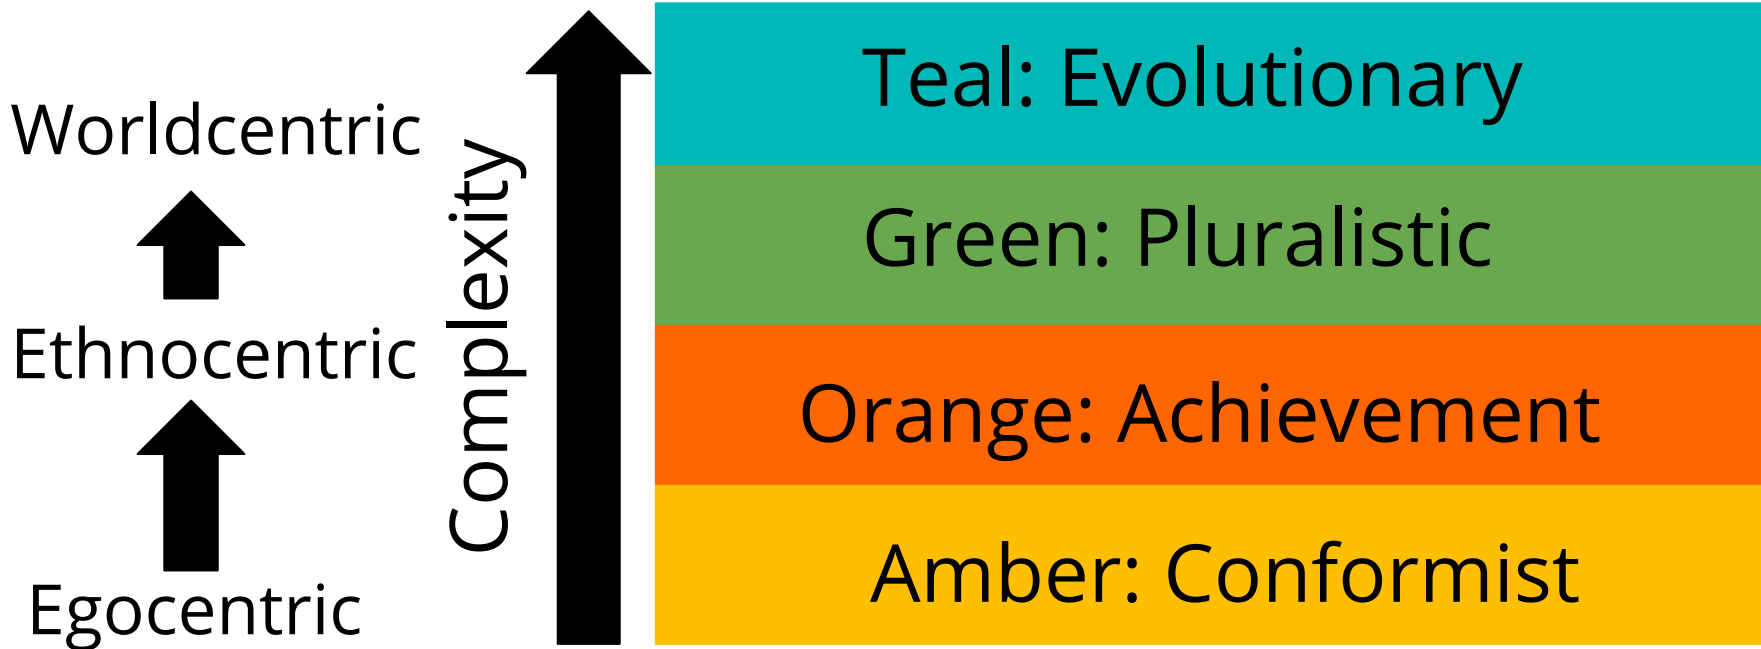 Worldcentric
Ethnocentric
Egocentric
Complexity
Teal: Evolutionary
Green: Pluralistic
Orange: Achievement
Amber: Conformist